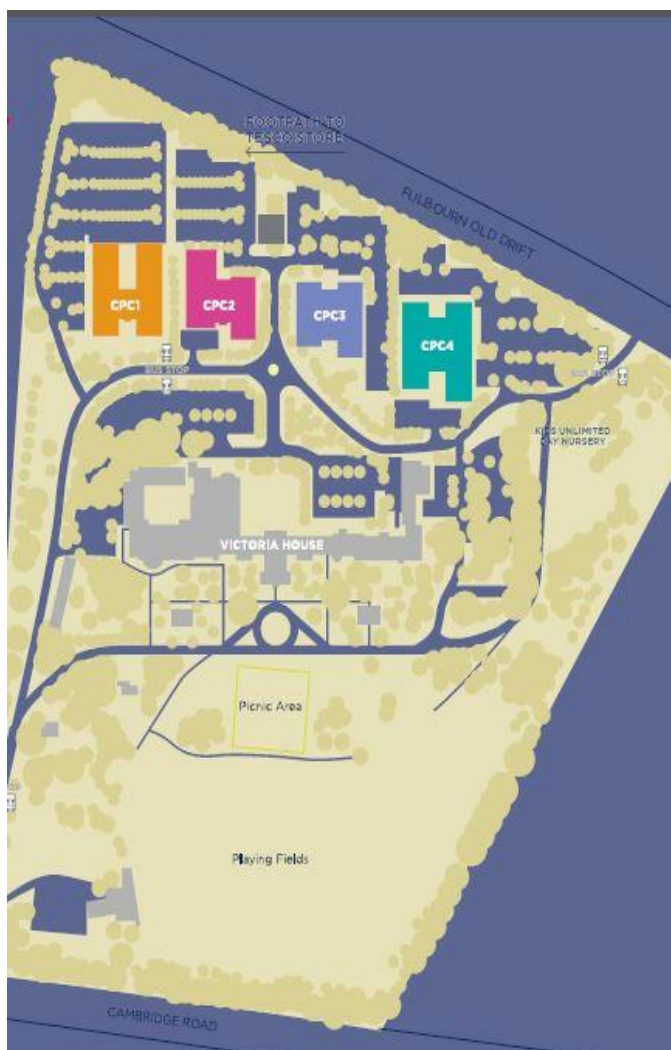 FOOTPATH TO
TESCO STORE
FULBOURN OLD DRIFT
CPC1
CPC2
CPC3
CPC4
BUS STOP
BUS STOP
KIDS UNLIMITED
DAY NURSERY
VICTORIA HOUSE
Picnic Area
Playing Fields
CAMBRIDGE ROAD